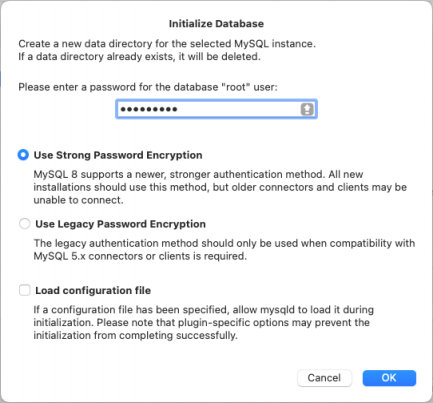 Initialize Database
Create a new data directory for the selected MySQL instance.
If a data directory already exists, it will be deleted.
Please enter a password for the database "root" user:
•••••••••
Use Strong Password Encryption
MySQL 8 supports a newer, stronger authentication method. All new
installations should use this method, but older connectors and clients may be
unable to connect.
Use Legacy Password Encryption
The legacy authentication method should only be used when compatibility with
MySQL 5.x connectors or clients is required.
Load configuration file
If a configuration file has been specified, allow mysqld to load it during
initialization. Please note that plugin-specific options may prevent the
initialization from completing successfully.
Cancel
OK